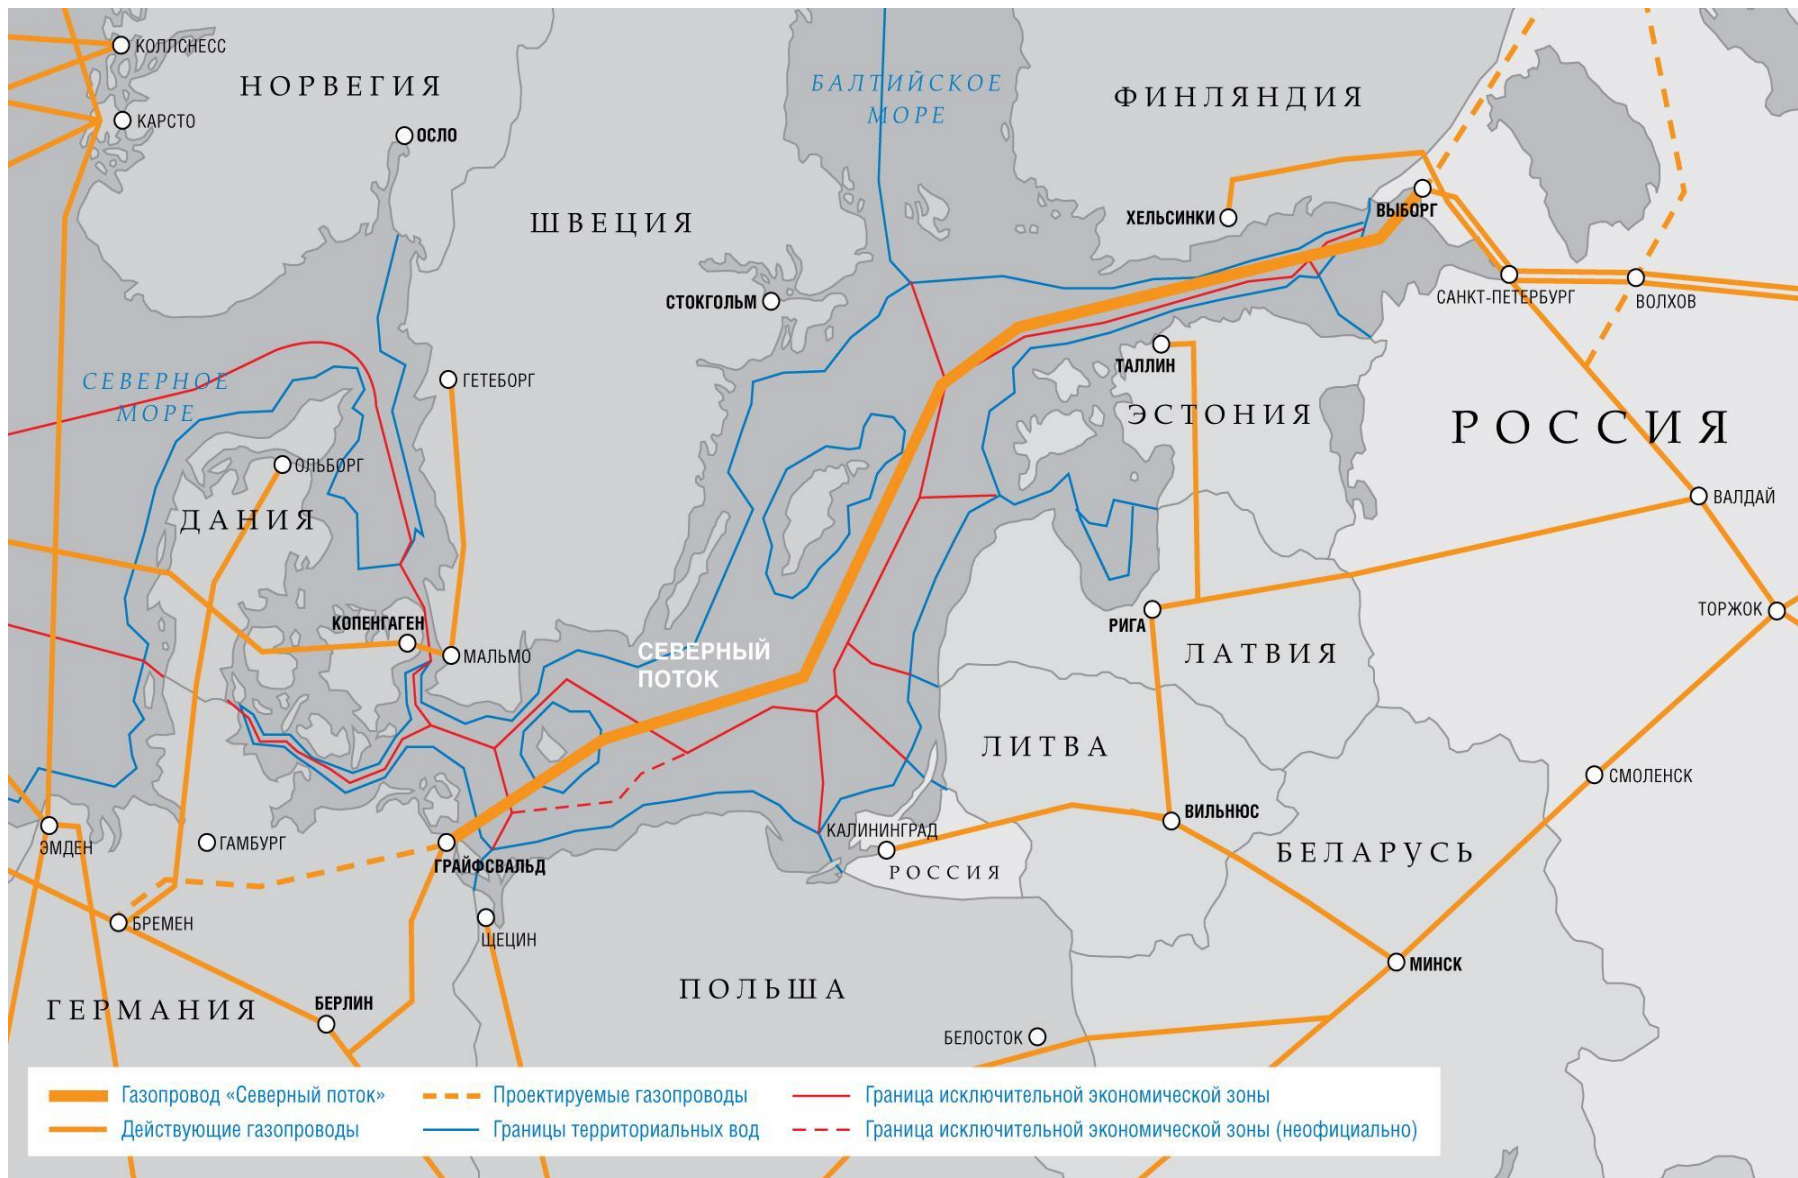 КОЛЛСНЕСС
НОРВЕГИЯ
БАЛТИЙСКОЕ
МОРЕ
ФИНЛЯНДИЯ
КАРСТО
ОСЛО
ШВЕЦИЯ
ХЕЛЬСИНКИ
ВЫБОРГ
СТОКГОЛЬМ
САНКТ-ПЕТЕРБУРГ
ВОЛХОВ
СЕВЕРНОЕ
МОРЕ
ГЕТЕБОРГ
ТАЛЛИН
ЭСТОНИЯ
РОССИЯ
ОЛЬБОРГ
ДАНИЯ
ВАЛДАЙ
КОПЕНГАГЕН
МАЛЬМО
СЕВЕРНЫЙ
ПОТОК
РИГА
ЛАТВИЯ
ТОРЖОК
ЛИТВА
СМОЛЕНСК
ВИЛЬНЮС
КАЛИНИНГРАД
РОССИЯ
БЕЛАРУСЬ
ЭМДЕН
ГАМБУРГ
ГРАЙФСВАЛЬД
БРЕМЕН
ЩЕЦИН
МИНСК
ГЕРМАНИЯ
БЕРЛИН
ПОЛЬША
БЕЛОСТОК
Газопровод «Северный поток»
Действующие газопроводы
Проектируемые газопроводы
Границы территориальных вод
Граница исключительной экономической зоны
Граница исключительной экономической зоны (неофициально)